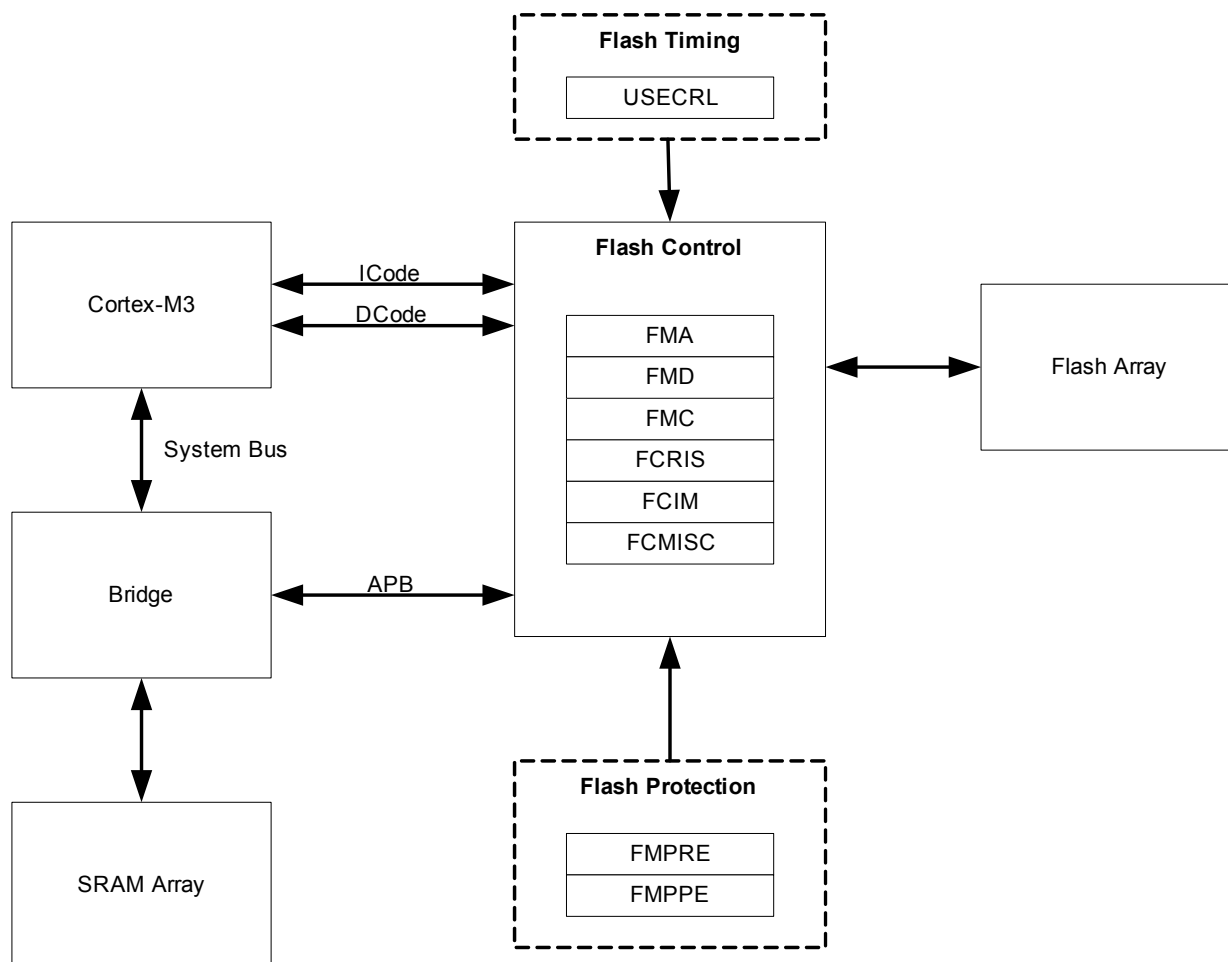 Flash Timing
USECRL
Cortex-M3
ICode
DCode
System Bus
Flash Control
FMA
FMD
FMC
FCRIS
FCIM
FCMISC
Flash Array
Bridge
APB
SRAM Array
Flash Protection
FMPRE
FMPPE